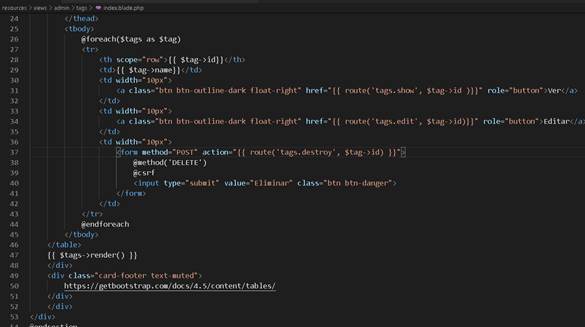 resources > views > admin > tags > index.blade.php
24 </thead>
25 <tbody>
26 @foreach($tags as $tag)
27 <tr>
28 <th scope="row">{{ $tag->id}}</th>
29 <td>{{ $tag->name}}</td>
30 <td width="10px">
31 <a class="btn btn-outline-dark float-right" href="{{ route('tags.show', $tag->id )}}" role="button">Ver</a>
32 </td>
33 <td width="10px">
34 <a class="btn btn-outline-dark float-right" href="{{ route('tags.edit', $tag->id)}}" role="button">Editar</a>
35 </td>
36 <td width="10px">
37 <form method="POST" action="{{ route('tags.destroy', $tag->id) }}">
38 @method('DELETE')
39 @csrf
40 <input type="submit" value="Eliminar" class="btn btn-danger">
41 </form>
42 </td>
43 </tr>
44 @endforeach
45 </tbody>
46 </table>
47 {{ $tags->render() }}
48 </div>
49 <div class="card-footer text-muted">
50 https://getbootstrap.com/docs/4.5/content/tables/
51 </div>
52 </div>
53 </div>
54 @endsection